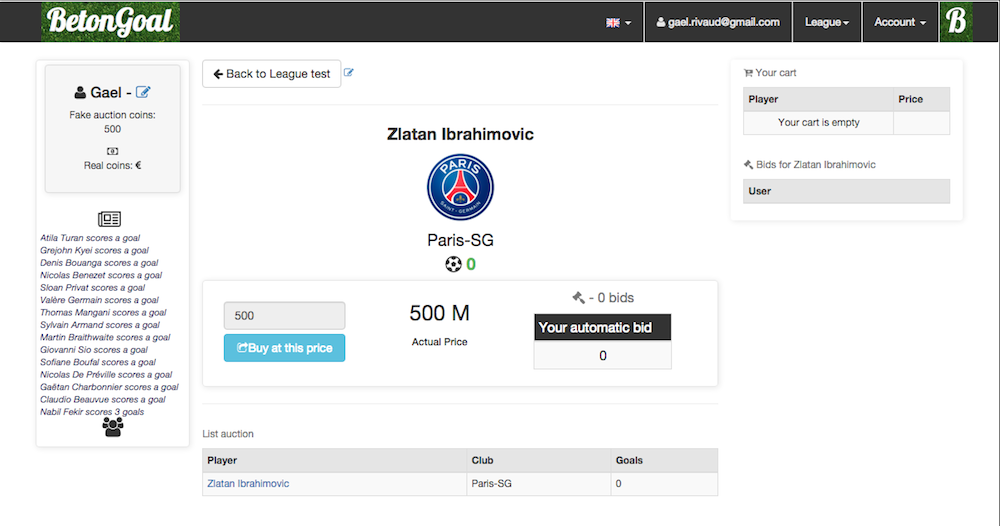 BetonGoal
gael.rivaud@gmail.com
League
Account
B
Gael -
Fake auction coins:
500
Real coins: €
Atila Turan scores a goal
Grejohn Kyei scores a goal
Denis Bouanga scores a goal
Nicolas Benezet scores a goal
Sloan Privat scores a goal
Valère Germain scores a goal
Thomas Mangani scores a goal
Sylvain Armand scores a goal
Martin Braithwaite scores a goal
Giovanni Sio scores a goal
Sofiane Boufal scores a goal
Nicolas De Préville scores a goal
Gaëtan Charbonnier scores a goal
Claudio Beauvue scores a goal
Nabil Fekir scores 3 goals
Back to League test
Zlatan Ibrahimovic
PARIS
SAINT-GERMAIN
Paris-SG
0
500
Buy at this price
500 M
Actual Price
- 0 bids
Your automatic bid
0
List auction
Player Club Goals
Zlatan Ibrahimovic Paris-SG 0
Your cart
Player Price
Your cart is empty
Bids for Zlatan Ibrahimovic
User